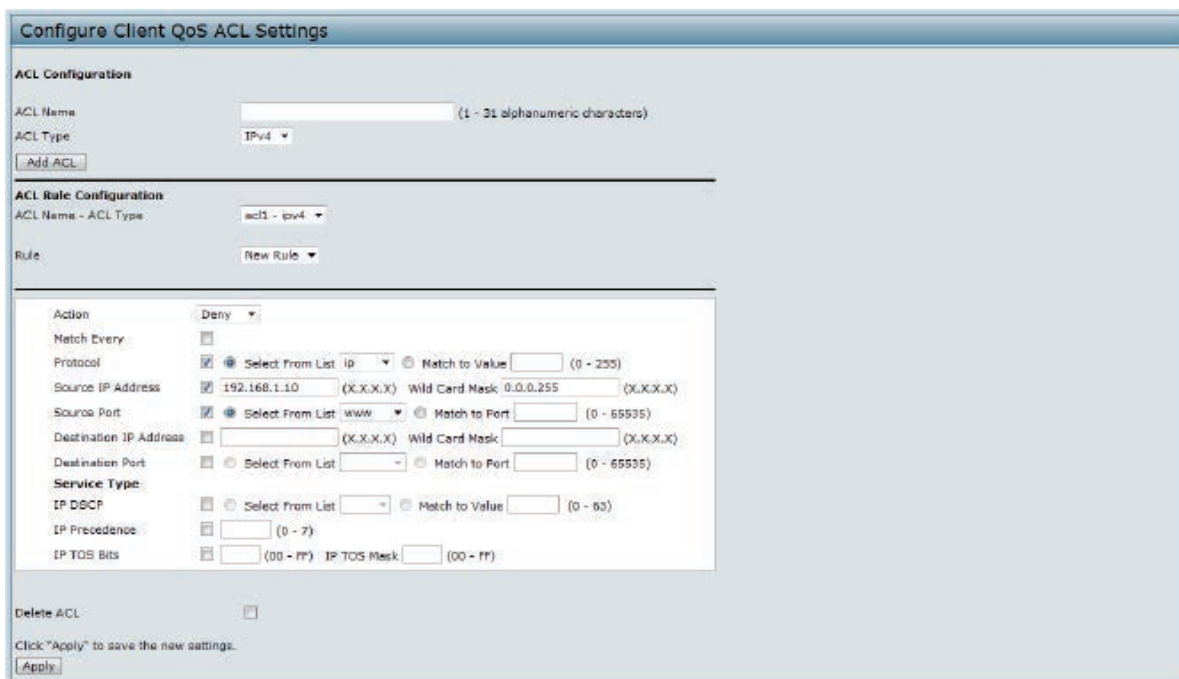 Configure Client QoS ACL Settings
ACL Configuration
ACL Name (1 - 31 alphanumeric characters)
ACL Type IPv4
Add ACL
ACL Rule Configuration
ACL Name - ACL Type acl1 - ipv4
Rule New Rule
Action Deny
Match Every
Protocol Select From List ip Match to Value (0 - 255)
Source IP Address 192.168.1.10 (X.X.X.X) Wild Card Mask 0.0.0.255 (X.X.X.X)
Source Port Select From List www Match to Port (0 - 65535)
Destination IP Address (X.X.X.X) Wild Card Mask (X.X.X.X)
Destination Port Select From List Match to Port (0 - 65535)
Service Type
IP DSCP Select From List Match to Value (0 - 63)
IP Precedence (0 - 7)
IP TOS Bits (00 - FF) IP TOS Mask (00 - FF)
Delete ACL
Click "Apply" to save the new settings.
Apply